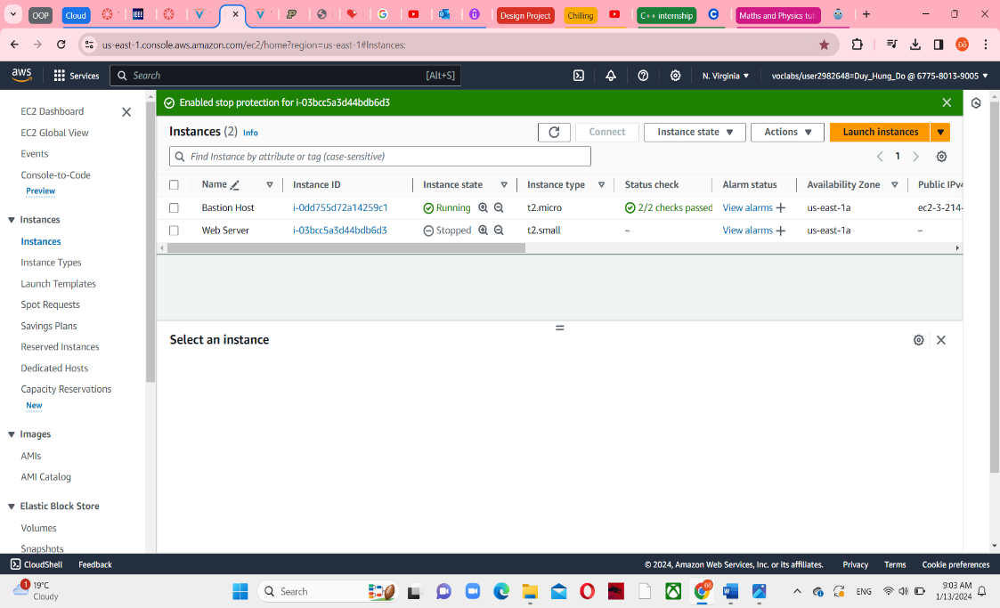 OOP Cloud IEEE Design Project Chilling C++ internship Maths and Physics tut
us-east-1.console.aws.amazon.com/ec2/home?region=us-east-1#Instances:
aws Services Search [Alt+S] N. Virginia voclabs/user2982648=Duy_Hung_Do @ 6775-8013-9005
Enabled stop protection for i-03bcc5a3d44bdb6d3
EC2 Dashboard
EC2 Global View
Events
Console-to-Code
Preview
Instances
Instances
Instance Types
Launch Templates
Spot Requests
Savings Plans
Reserved Instances
Dedicated Hosts
Capacity Reservations
New
Images
AMIs
AMI Catalog
Elastic Block Store
Volumes
Snapshots
Instances (2) Info Connect Instance state Actions Launch instances
Find Instance by attribute or tag (case-sensitive) 1
Name Instance ID Instance state Instance type Status check Alarm status Availability Zone Public IPv4
Bastion Host i-0dd755d72a14259c1 Running t2.micro 2/2 checks passed View alarms + us-east-1a ec2-3-214-
Web Server i-03bcc5a3d44bdb6d3 Stopped t2.small – View alarms + us-east-1a –
Select an instance
CloudShell Feedback © 2024, Amazon Web Services, Inc. or its affiliates. Privacy Terms Cookie preferences
1 19°C
Cloudy
Search
ENG
9:03 AM
1/13/2024